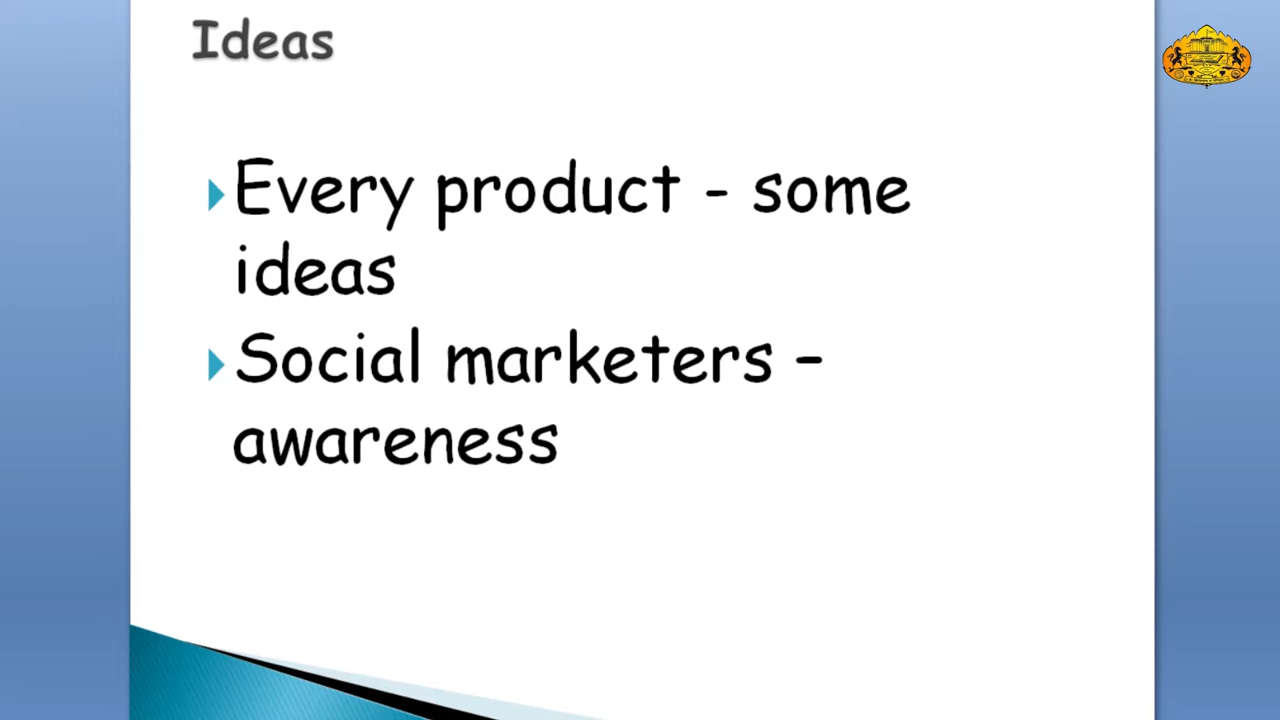 Ideas
Every product - some
ideas
Social marketers –
awareness